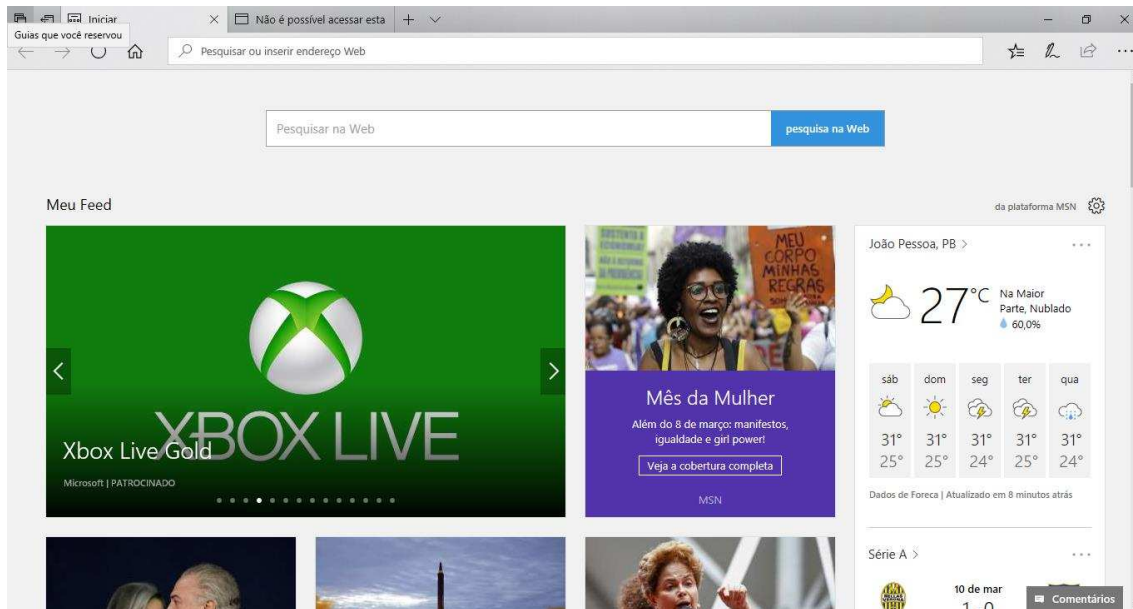 Iniciar
Não é possível acessar esta
Guias que você reservou
Pesquisar ou inserir endereço Web
Pesquisar na Web
pesquisa na Web
Meu Feed
da plataforma MSN
XBOX LIVE
Xbox Live Gold
Microsoft | PATROCINADO
MEU
CORPO
MINHAS
REGRAS
Mês da Mulher
Além do 8 de março: manifestos,
igualdade e girl power!
Veja a cobertura completa
MSN
João Pessoa, PB >
27°C
Na Maior
Parte, Nublado
60,0%
sáb dom seg ter qua
31° 31° 31° 31° 31°
25° 25° 24° 25° 24°
Dados de Foreca | Atualizado em 8 minutos atrás
Série A >
10 de mar
Comentários